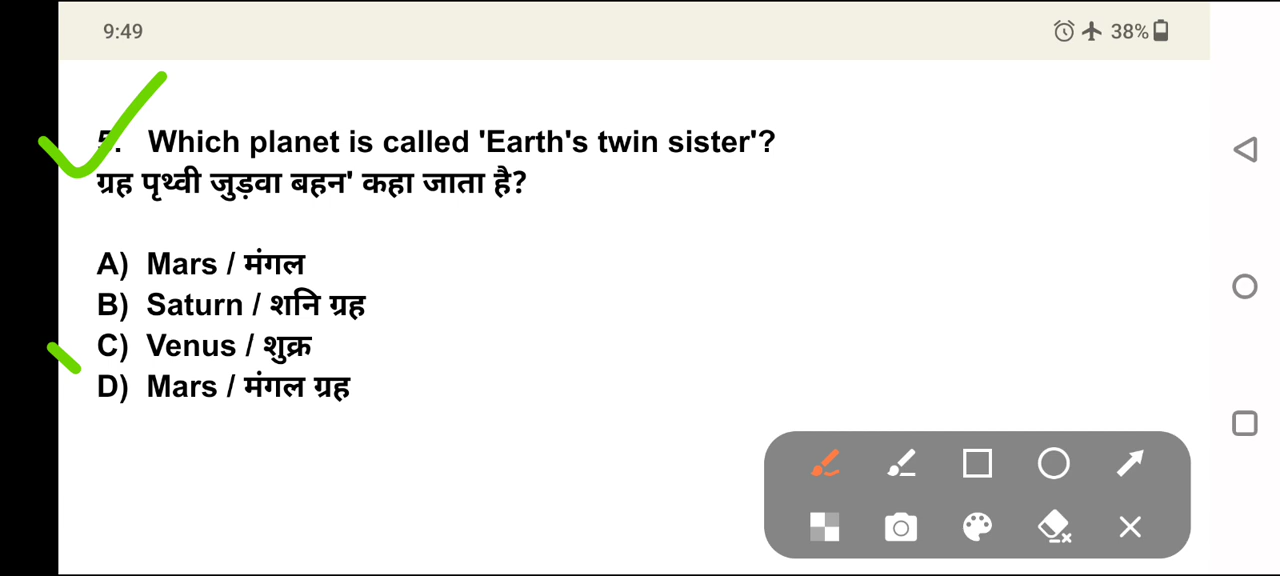 9:49
38%
5. Which planet is called 'Earth's twin sister'?
ग्रह पृथ्वी जुड़वा बहन' कहा जाता है?
A) Mars / मंगल
B) Saturn / शनि ग्रह
C) Venus / शुक्र
D) Mars / मंगल ग्रह